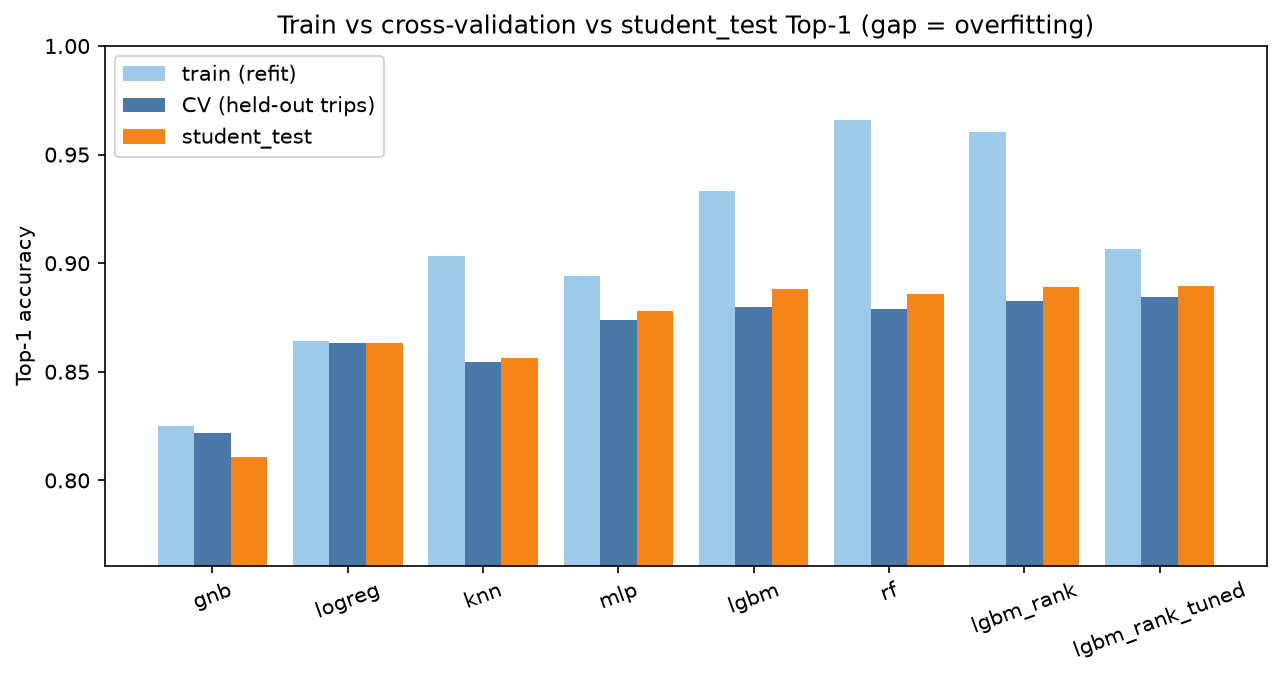 Train vs cross-validation vs student_test Top-1 (gap = overfitting)
train (refit)
CV (held-out trips)
student_test
Top-1 accuracy
1.00
0.95
0.90
0.85
0.80
gnb
logreg
knn
mlp
lgbm
rf
lgbm_rank
lgbm_rank_tuned